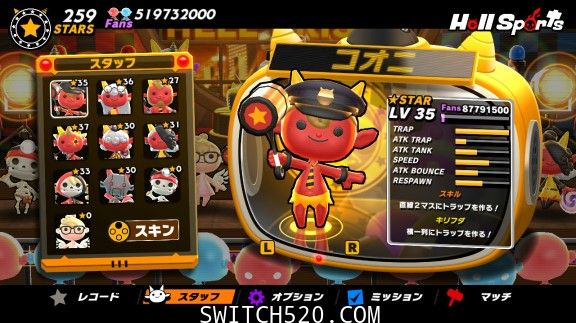 259
STARS
519732000
Fans
Hell Sports
スタッフ
35
36
27
37
30
31
0
0
0
0
スキン
コオニ
★STAR
LV 35
Fans 87791500
TRAP
ATK TRAP
ATK TANK
SPEED
ATK BOUNCE
RESPAWN
スキル
直線2マスにトラップを作る!
キリフダ
横一列にトラップを作る!
L
R
レコード
スタッフ
オプション
ミッション
マッチ
SWITCH520.COM